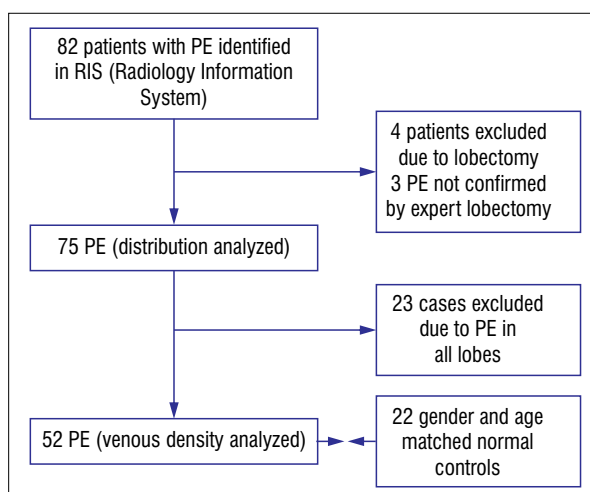 82 patients with PE identified
in RIS (Radiology Information
System)
4 patients excluded
due to lobectomy
3 PE not confirmed
by expert lobectomy
75 PE (distribution analyzed)
23 cases excluded
due to PE in
all lobes
52 PE (venous density analyzed)
22 gender and age
matched normal
controls